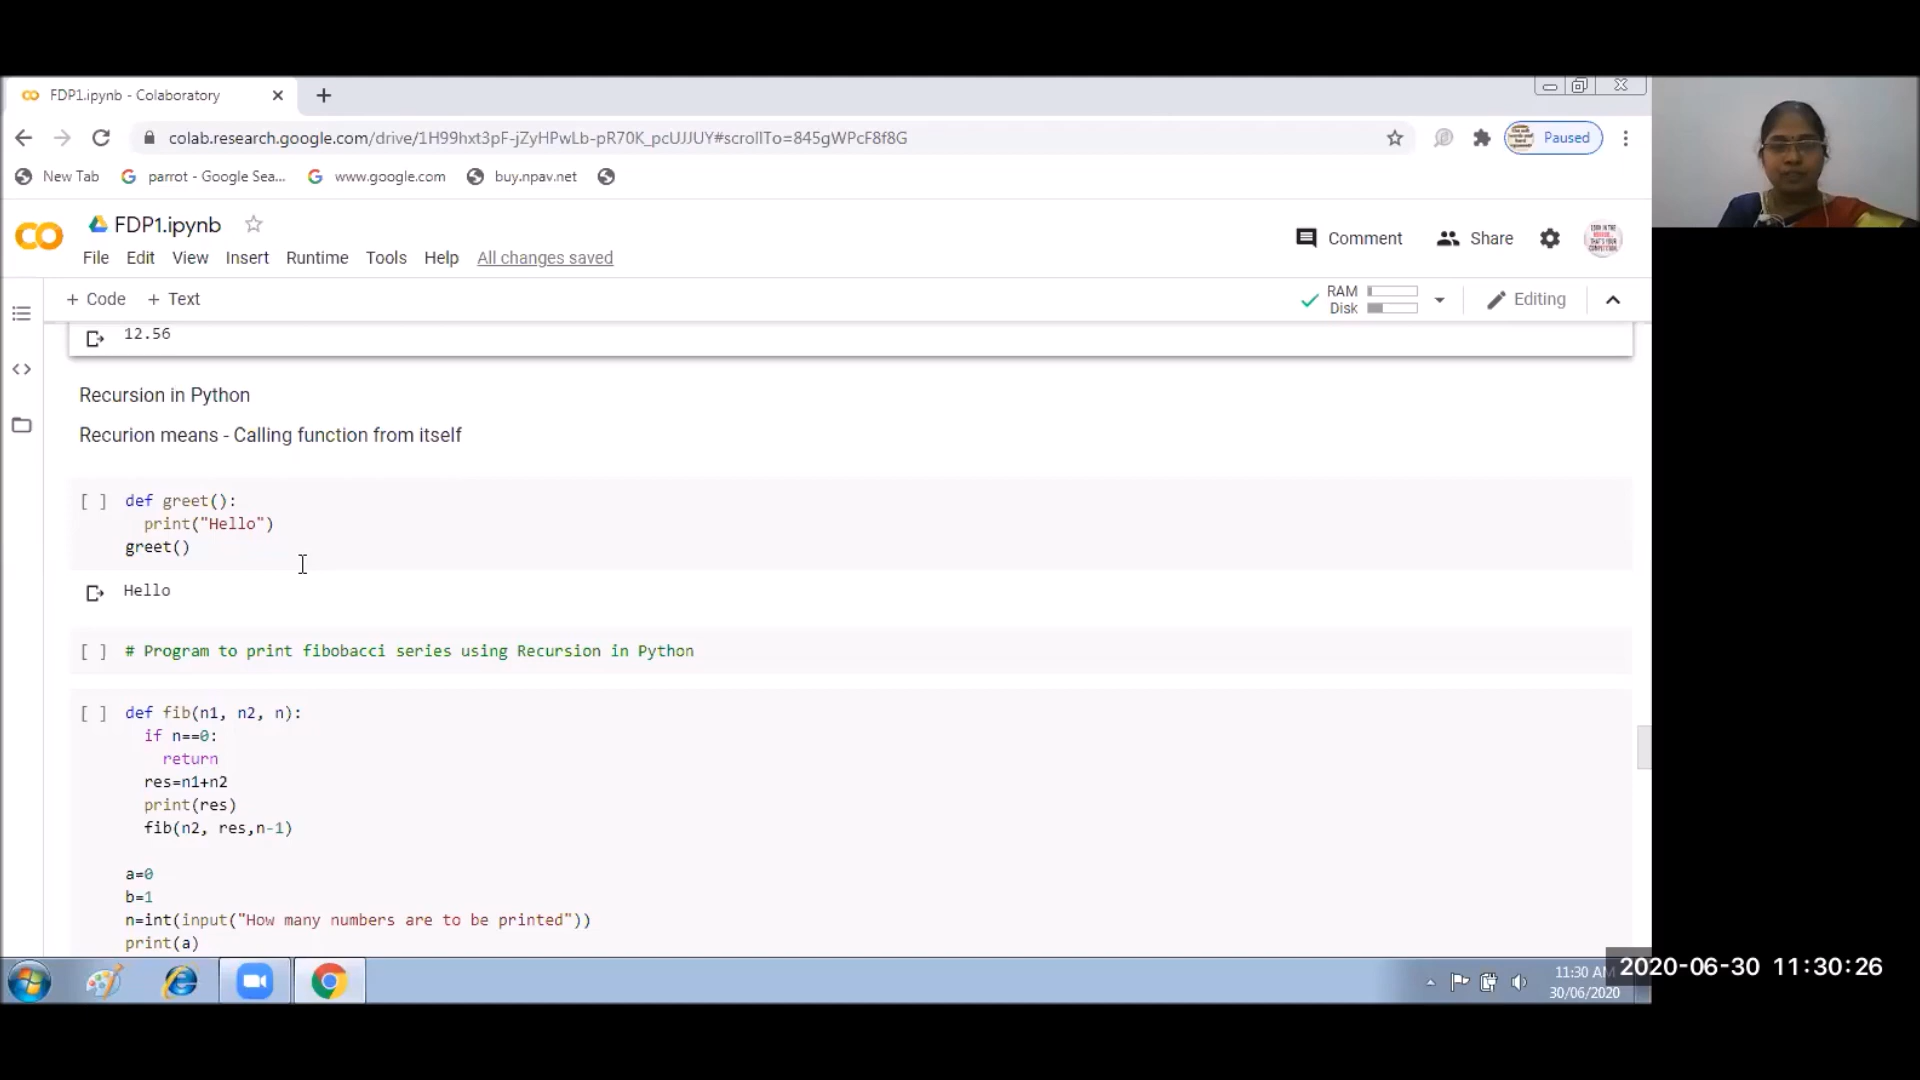 FDP1.ipynb - Colaboratory
colab.research.google.com/drive/1H99hxt3pF-jZyHPwLb-pR70K_pcUJJUY#scrollTo=845gWPcF8f8G
Paused
New Tab
parrot - Google Sea...
www.google.com
buy.npav.net
FDP1.ipynb
File Edit View Insert Runtime Tools Help All changes saved
Comment
Share
+ Code + Text
RAM
Disk
Editing
12.56
Recursion in Python
Recurion means - Calling function from itself
[ ] def greet():
print("Hello")
greet()
Hello
[ ] # Program to print fibobacci series using Recursion in Python
[ ] def fib(n1, n2, n):
if n==0:
return
res=n1+n2
print(res)
fib(n2, res,n-1)
a=0
b=1
n=int(input("How many numbers are to be printed"))
print(a)
11:30 AM
30/06/2020
2020-06-30 11:30:26